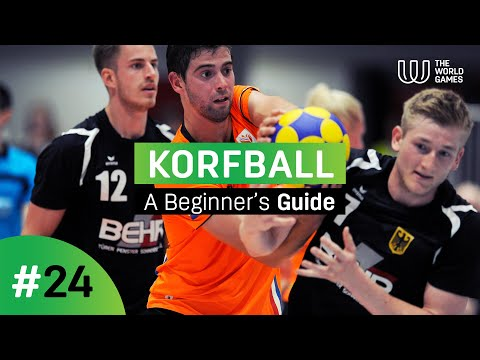 THE
WORLD
GAMES
KORFBALL
A Beginner's Guide
12
BEHR
#24